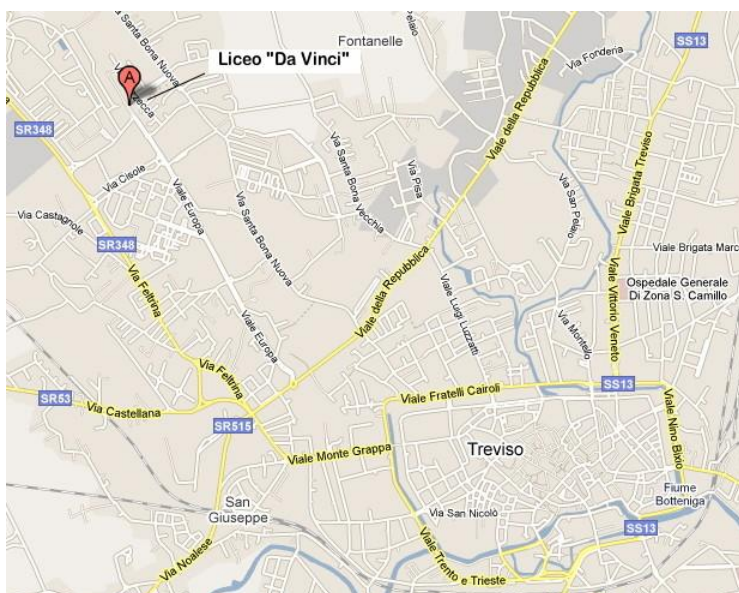 Fontanelle
SS13
Liceo "Da Vinci"
A
Via Santa Bona Nuova
Via Fonderia
Viale della Repubblica
SR348
Via Cisole
Viale Europa
Via Santa Bona Vecchia
Via Pisa
Via San Pelaio
Viale Brigata Treviso
Via Castagnole
SR348
Via Santa Bona Nuova
Viale Brigata Marc
Via Feltrina
Viale della Repubblica
Viale Luigi Luzzatti
Viale Vittorio Veneto
Ospedale Generale
Di Zona S. Camillo
Via Montello
Viale Europa
Via Feltrina
SR53
Via Castellana
SR515
Viale Fratelli Cairoli
SS13
Viale Monte Grappa
Treviso
Viale Nino Bixio
San
Giuseppe
Via San Nicolò
Fiume
Botteniga
SS13
Via Noalese
Viale Trento e Trieste